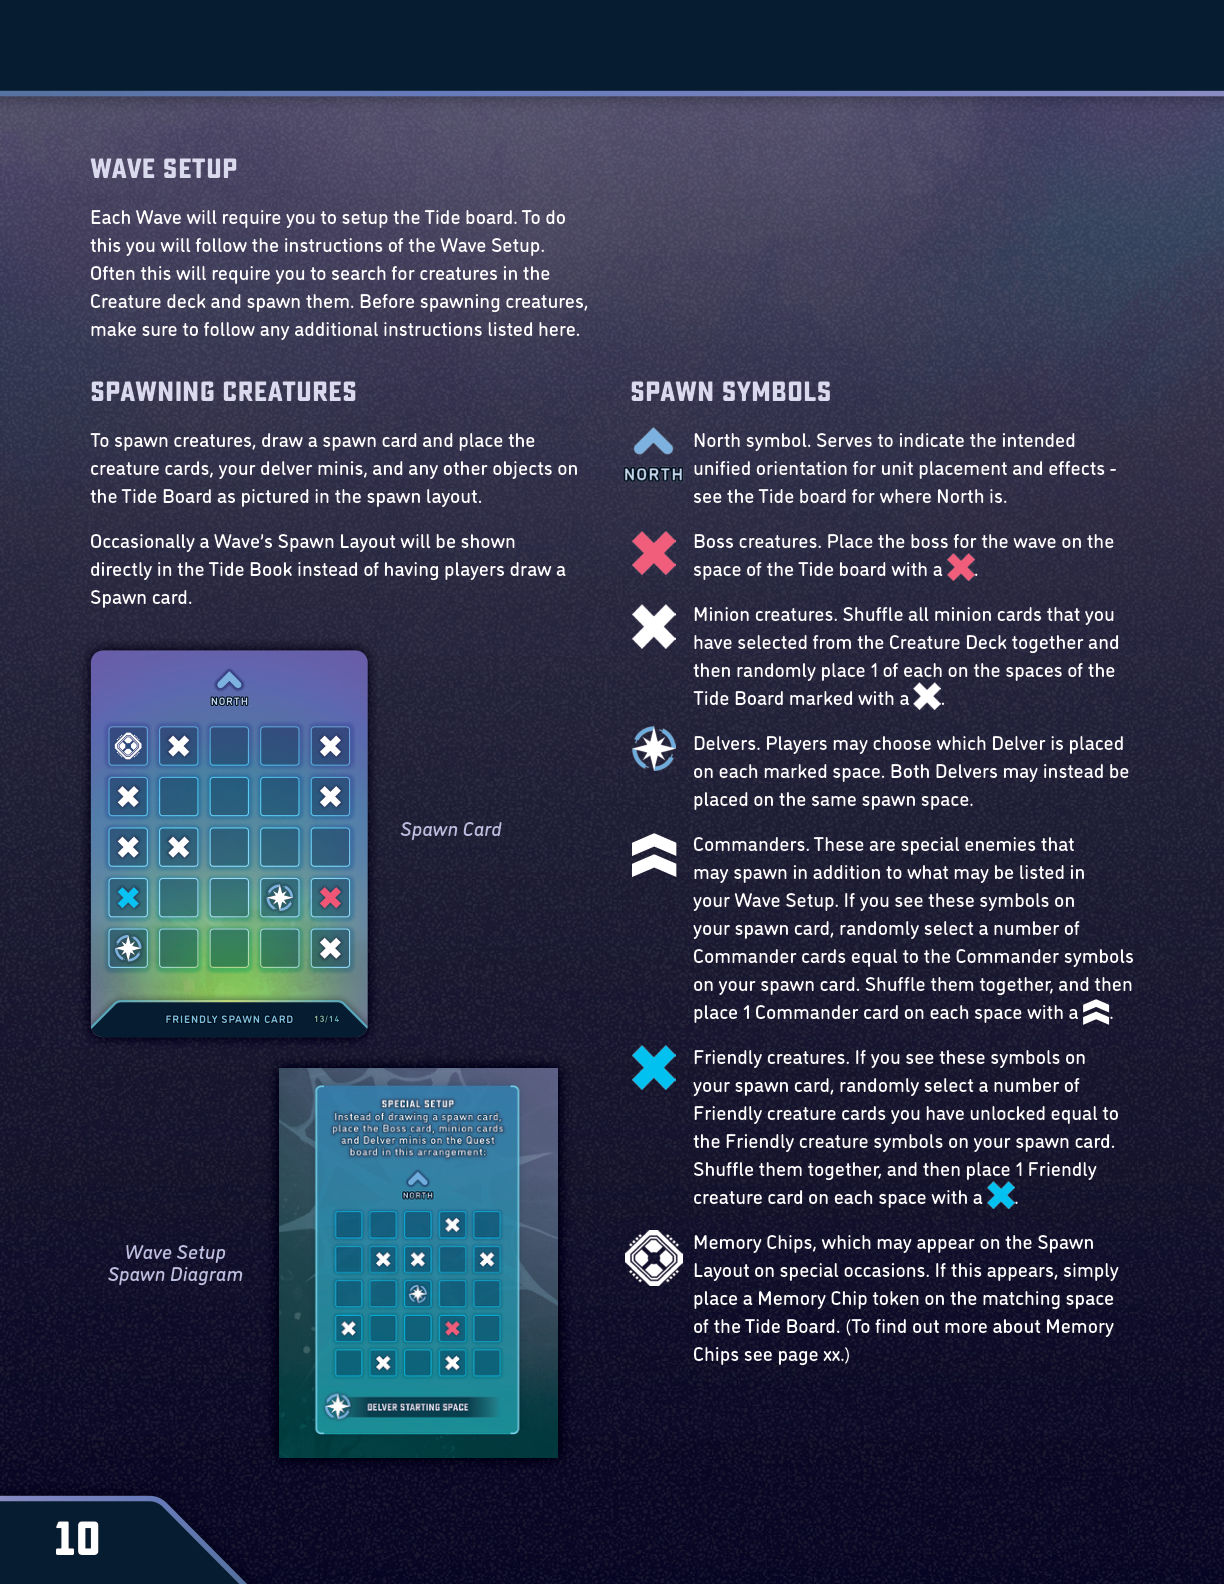 WAVE SETUP
Each Wave will require you to setup the Tide board. To do
this you will follow the instructions of the Wave Setup.
Often this will require you to search for creatures in the
Creature deck and spawn them. Before spawning creatures,
make sure to follow any additional instructions listed here.
SPAWNING CREATURES
To spawn creatures, draw a spawn card and place the
creature cards, your delver minis, and any other objects on
the Tide Board as pictured in the spawn layout.
Occasionally a Wave's Spawn Layout will be shown
directly in the Tide Book instead of having players draw a
Spawn card.
NORTH
FRIENDLY SPAWN CARD 13/14
Spawn Card
SPECIAL SETUP
Instead of drawing a spawn card,
place the Boss card, minion cards
and Delver minis on the Quest
board in this arrangement:
NORTH
DELVER STARTING SPACE
Wave Setup
Spawn Diagram
SPAWN SYMBOLS
NORTH
North symbol. Serves to indicate the intended
unified orientation for unit placement and effects -
see the Tide board for where North is.
Boss creatures. Place the boss for the wave on the
space of the Tide board with a .
Minion creatures. Shuffle all minion cards that you
have selected from the Creature Deck together and
then randomly place 1 of each on the spaces of the
Tide Board marked with a .
Delvers. Players may choose which Delver is placed
on each marked space. Both Delvers may instead be
placed on the same spawn space.
Commanders. These are special enemies that
may spawn in addition to what may be listed in
your Wave Setup. If you see these symbols on
your spawn card, randomly select a number of
Commander cards equal to the Commander symbols
on your spawn card. Shuffle them together, and then
place 1 Commander card on each space with a .
Friendly creatures. If you see these symbols on
your spawn card, randomly select a number of
Friendly creature cards you have unlocked equal to
the Friendly creature symbols on your spawn card.
Shuffle them together, and then place 1 Friendly
creature card on each space with a .
Memory Chips, which may appear on the Spawn
Layout on special occasions. If this appears, simply
place a Memory Chip token on the matching space
of the Tide Board. (To find out more about Memory
Chips see page xx.)
10